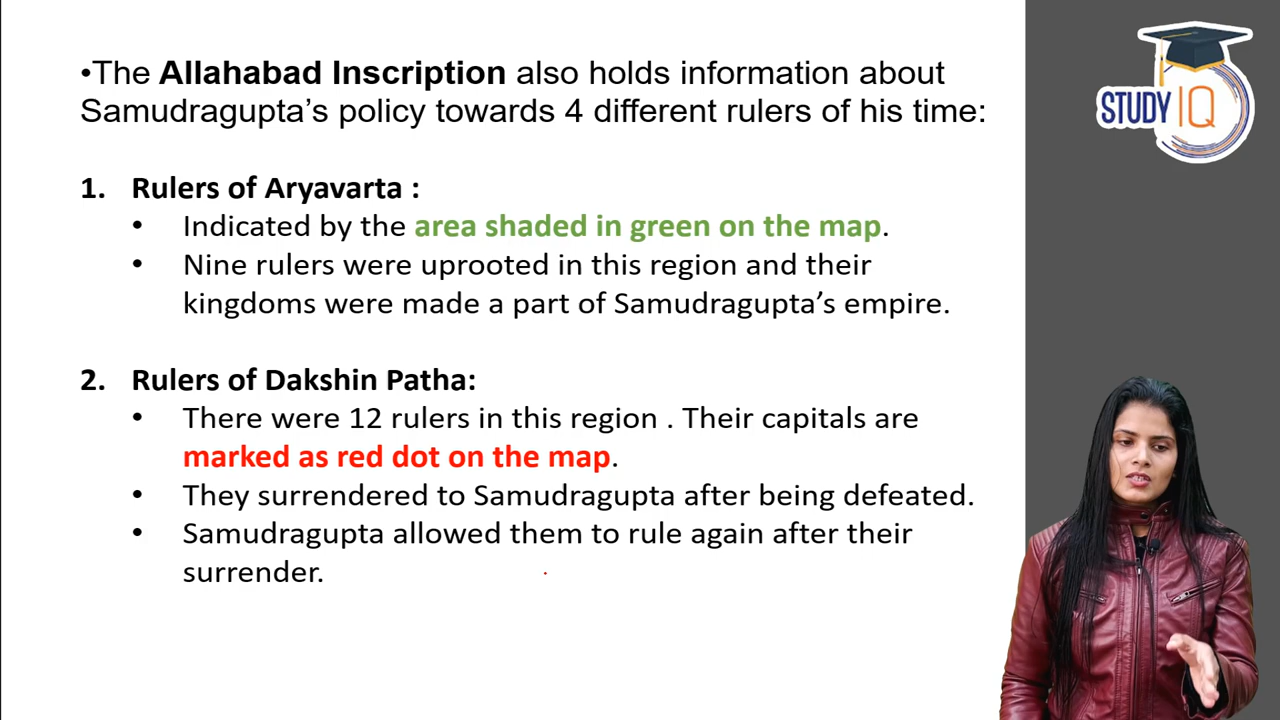 •The Allahabad Inscription also holds information about
Samudragupta’s policy towards 4 different rulers of his time:
1. Rulers of Aryavarta :
• Indicated by the area shaded in green on the map.
• Nine rulers were uprooted in this region and their
kingdoms were made a part of Samudragupta’s empire.
2. Rulers of Dakshin Patha:
• There were 12 rulers in this region . Their capitals are
marked as red dot on the map.
• They surrendered to Samudragupta after being defeated.
• Samudragupta allowed them to rule again after their
surrender.
STUDY IQ